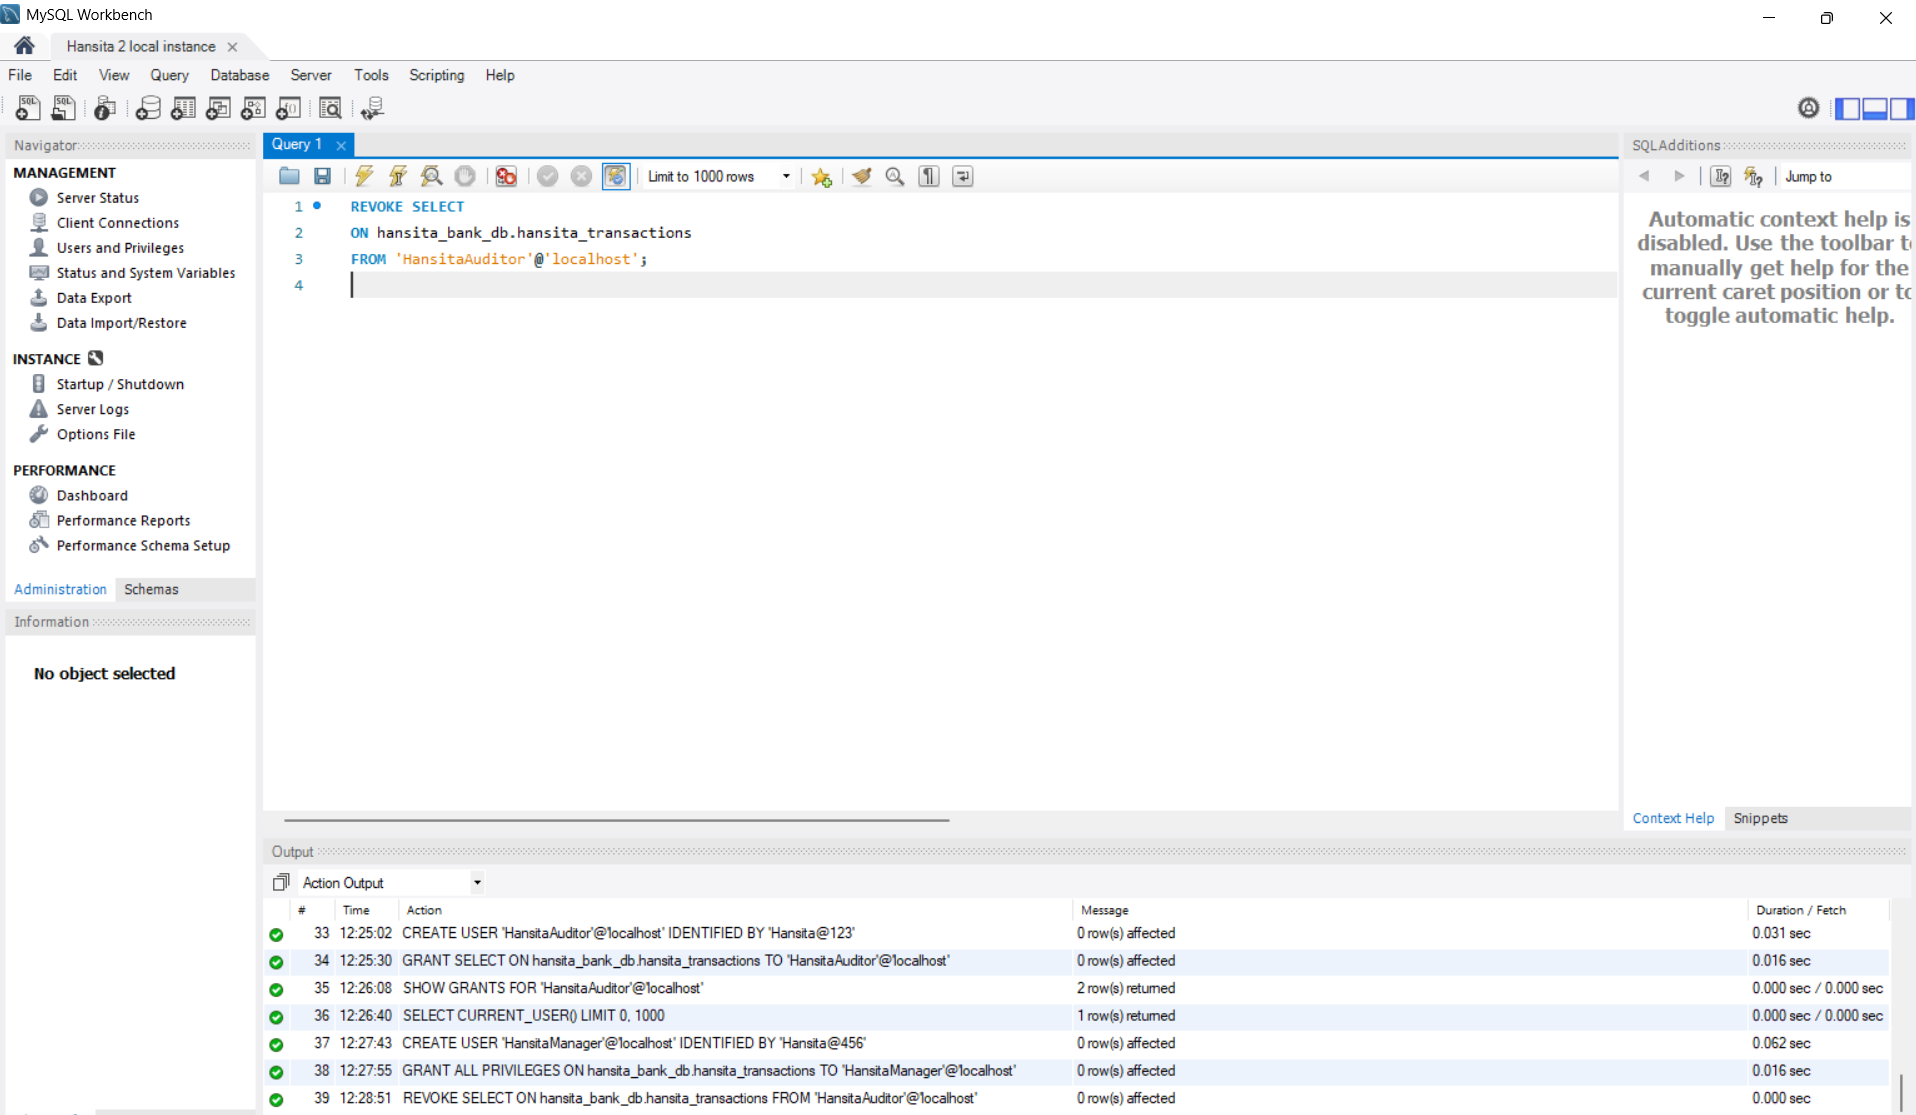 MySQL Workbench
Hansita 2 local instance
File Edit View Query Database Server Tools Scripting Help
Navigator
MANAGEMENT
Server Status
Client Connections
Users and Privileges
Status and System Variables
Data Export
Data Import/Restore
INSTANCE
Startup / Shutdown
Server Logs
Options File
PERFORMANCE
Dashboard
Performance Reports
Performance Schema Setup
Administration Schemas
Information
No object selected
Query 1
Limit to 1000 rows
1 REVOKE SELECT
2 ON hansita_bank_db.hansita_transactions
3 FROM 'HansitaAuditor'@'localhost';
4
SQLAdditions
Jump to
Automatic context help is
disabled. Use the toolbar t
manually get help for the
current caret position or to
toggle automatic help.
Context Help Snippets
Output
Action Output
# Time Action Message Duration / Fetch
33 12:25:02 CREATE USER 'HansitaAuditor'@'localhost' IDENTIFIED BY 'Hansita@123' 0 row(s) affected 0.031 sec
34 12:25:30 GRANT SELECT ON hansita_bank_db.hansita_transactions TO 'HansitaAuditor'@'localhost' 0 row(s) affected 0.016 sec
35 12:26:08 SHOW GRANTS FOR 'HansitaAuditor'@'localhost' 2 row(s) returned 0.000 sec / 0.000 sec
36 12:26:40 SELECT CURRENT_USER() LIMIT 0, 1000 1 row(s) returned 0.000 sec / 0.000 sec
37 12:27:43 CREATE USER 'HansitaManager'@'localhost' IDENTIFIED BY 'Hansita@456' 0 row(s) affected 0.062 sec
38 12:27:55 GRANT ALL PRIVILEGES ON hansita_bank_db.hansita_transactions TO 'HansitaManager'@'localhost' 0 row(s) affected 0.016 sec
39 12:28:51 REVOKE SELECT ON hansita_bank_db.hansita_transactions FROM 'HansitaAuditor'@'localhost' 0 row(s) affected 0.000 sec